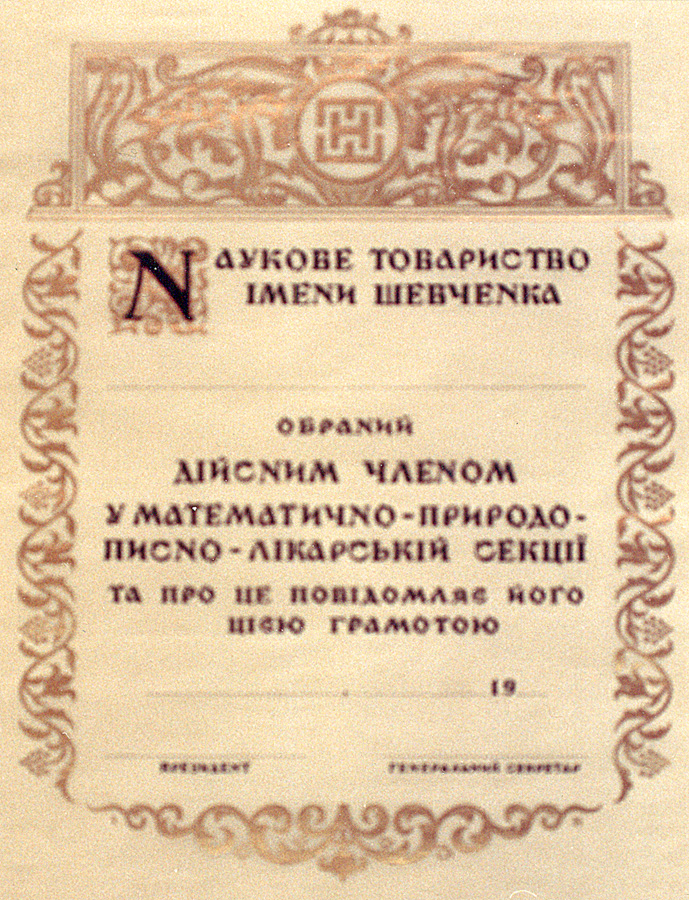 НАУКОВЕ ТОВАРИСТВО
ІМЕНИ ШЕВЧЕНКА
ОБРАНИЙ
ДІЙСНИМ ЧЛЕНОМ
У МАТЕМАТИЧНО-ПРИРОДО-
ПИСНО-ЛІКАРСЬКІЙ СЕКЦІЇ
ТА ПРО ЦЕ ПОВІДОМЛЯЄ ЙОГО
ЦІЄЮ ГРАМОТОЮ
19
ПРЕЗИДЕНТ ГЕНЕРАЛЬНИЙ СЕКРЕТАР